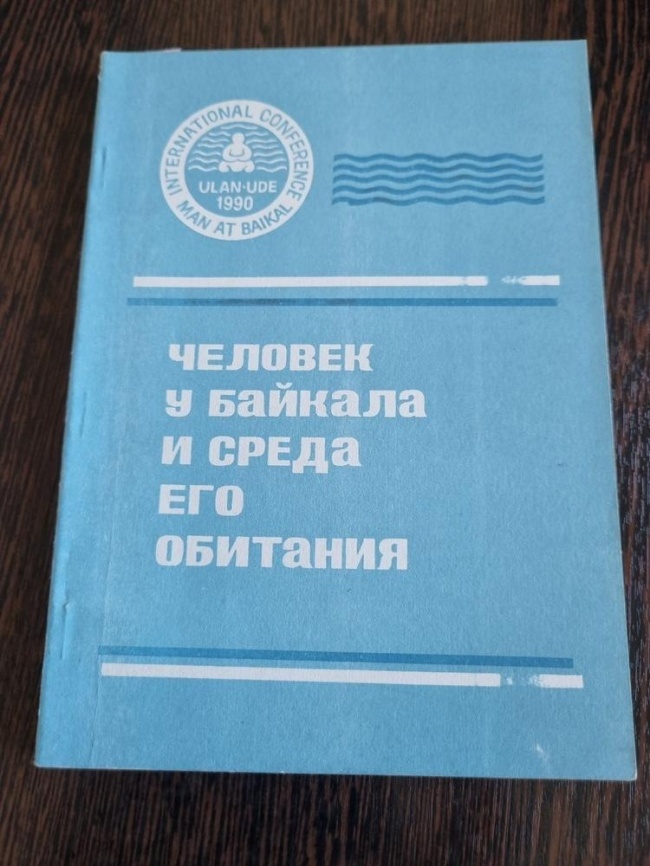 INTERNATIONAL CONFERENCE
ULAN-UDE
1990
MAN AT BAIKAL
ЧЕЛОВЕК
У БАЙКАЛА
И СРЕДА
ЕГО
ОБИТАНИЯ